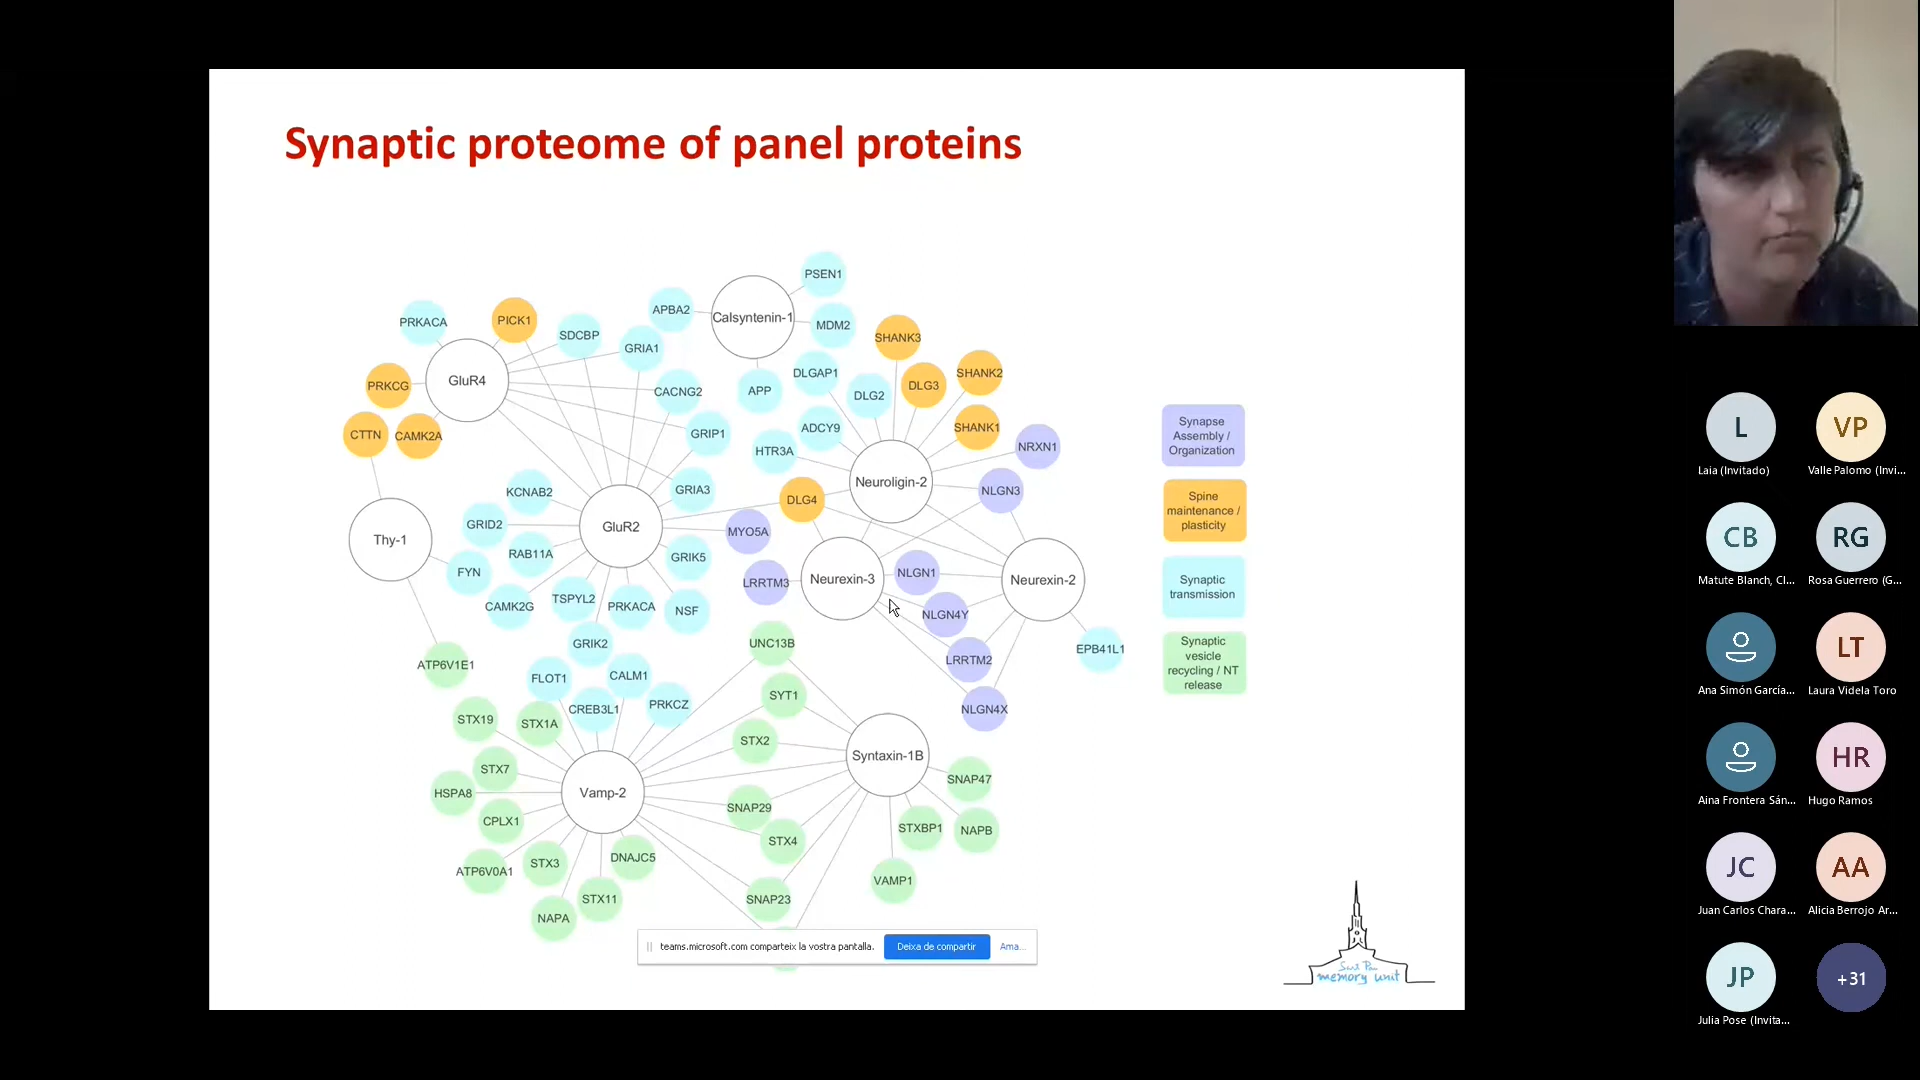 Synaptic proteome of panel proteins
PSEN1
APBA2
Calsyntenin-1
PRKACA
PICK1
SDCBP
MDM2
GRIA1
SHANK3
GluR4
DLGAP1
SHANK2
PRKCG
CACNG2
APP
DLG2
DLG3
CTTN
CAMK2A
GRIP1
ADCY9
SHANK1
HTR3A
NRXN1
Synapse
Assembly /
Organization
KCNAB2
GRIA3
DLG4
Neuroligin-2
NLGN3
Spine
maintenance /
plasticity
GRID2
GluR2
MYO5A
Thy-1
RAB11A
GRIK5
FYN
LRRTM3
Neurexin-3
NLGN1
Neurexin-2
Synaptic
transmission
CAMK2G
TSPYL2
PRKACA
NSF
NLGN4Y
GRIK2
UNC13B
EPB41L1
Synaptic
vesicle
recycling / NT
release
ATP6V1E1
FLOT1
CALM1
LRRTM2
SYT1
CREB3L1
PRKCZ
NLGN4X
STX19
STX1A
STX2
Syntaxin-1B
STX7
SNAP47
HSPA8
Vamp-2
SNAP29
CPLX1
STXBP1
NAPB
STX4
ATP6V0A1
STX3
DNAJC5
VAMP1
STX11
SNAP23
NAPA
teams.microsoft.com comparteix la vostra pantalla.
Deixa de compartir
Ama...
Sant Pau
memory unit
L
VP
Laia (Invitado)
Valle Palomo (Invi...
CB
RG
Matute Blanch, Cl...
Rosa Guerrero (G...
LT
Ana Simón García...
Laura Videla Toro
HR
Aina Frontera Sán...
Hugo Ramos
JC
AA
Juan Carlos Chara...
Alicia Berrojo Ar...
JP
+31
Julia Pose (Invita...